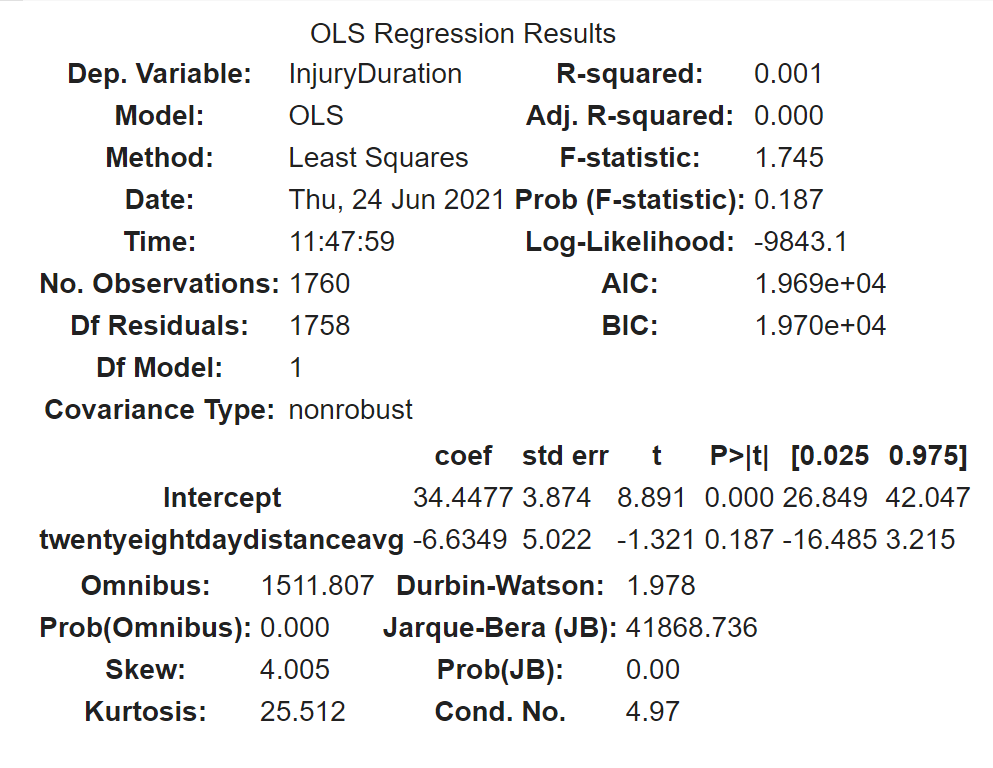 OLS Regression Results
Dep. Variable: InjuryDuration R-squared: 0.001
Model: OLS Adj. R-squared: 0.000
Method: Least Squares F-statistic: 1.745
Date: Thu, 24 Jun 2021 Prob (F-statistic): 0.187
Time: 11:47:59 Log-Likelihood: -9843.1
No. Observations: 1760 AIC: 1.969e+04
Df Residuals: 1758 BIC: 1.970e+04
Df Model: 1
Covariance Type: nonrobust
coef std err t P>|t| [0.025 0.975]
Intercept 34.4477 3.874 8.891 0.000 26.849 42.047
twentyeightdaydistanceavg -6.6349 5.022 -1.321 0.187 -16.485 3.215
Omnibus: 1511.807 Durbin-Watson: 1.978
Prob(Omnibus): 0.000 Jarque-Bera (JB): 41868.736
Skew: 4.005 Prob(JB): 0.00
Kurtosis: 25.512 Cond. No. 4.97